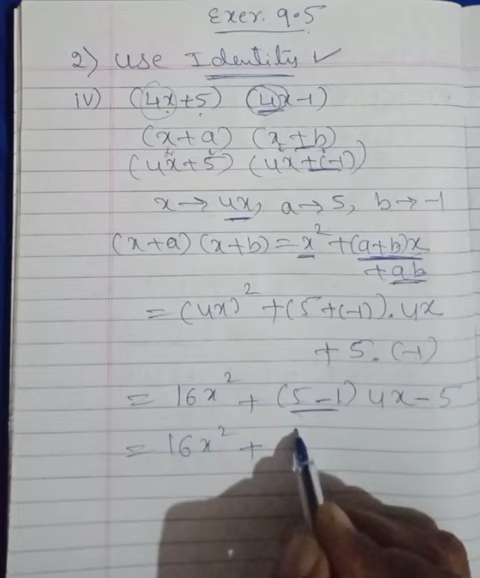 Exer. 9.5
2) Use Identity ✓
iv) (4x+5) (4x-1)
(x+a) (x+b)
(4x+5) (4x+(-1))
x → 4x, a → 5, b → -1
(x+a) (x+b) = x² + (a+b)x
+ ab
= (4x)² + (5+(-1)).4x
+ 5.(-1)
= 16x² + (5-1) 4x - 5
= 16x² +